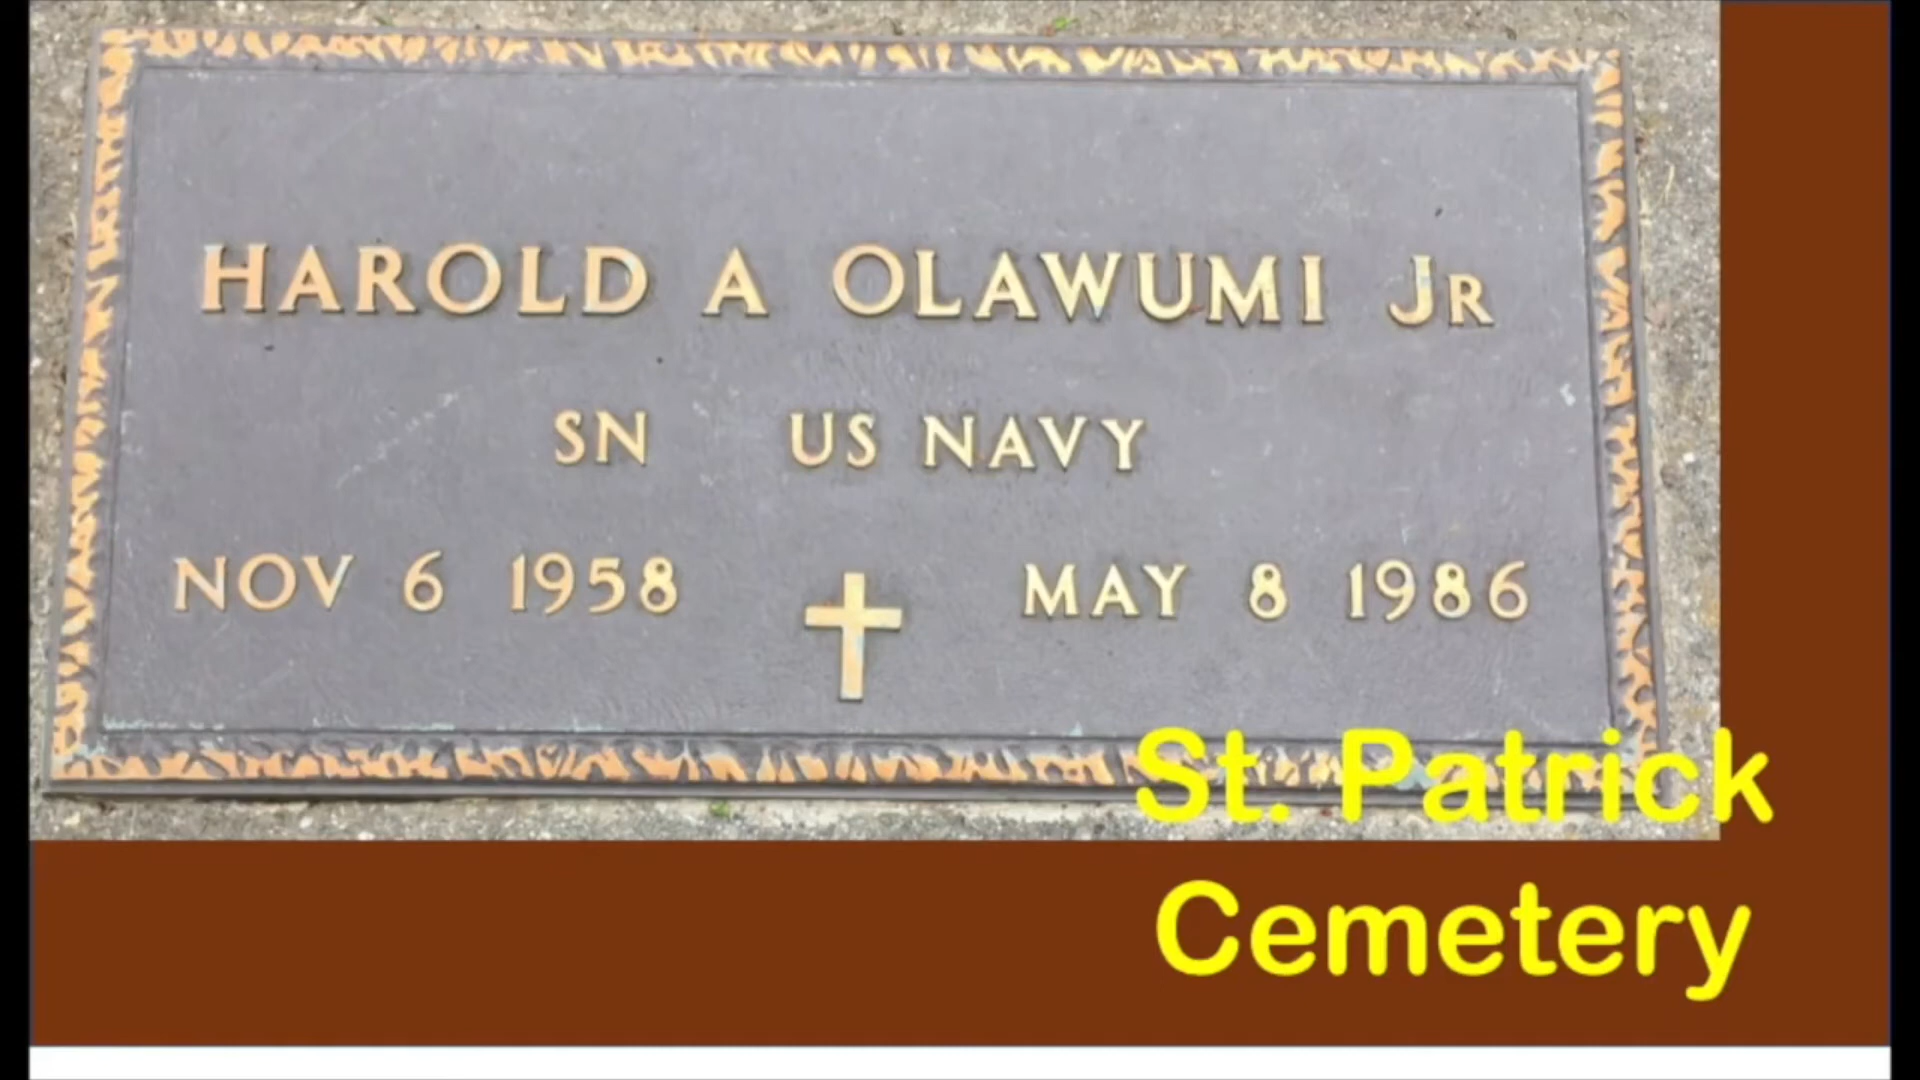 HAROLD A OLAWUMI JR
SN US NAVY
NOV 6 1958 MAY 8 1986
St. Patrick
Cemetery